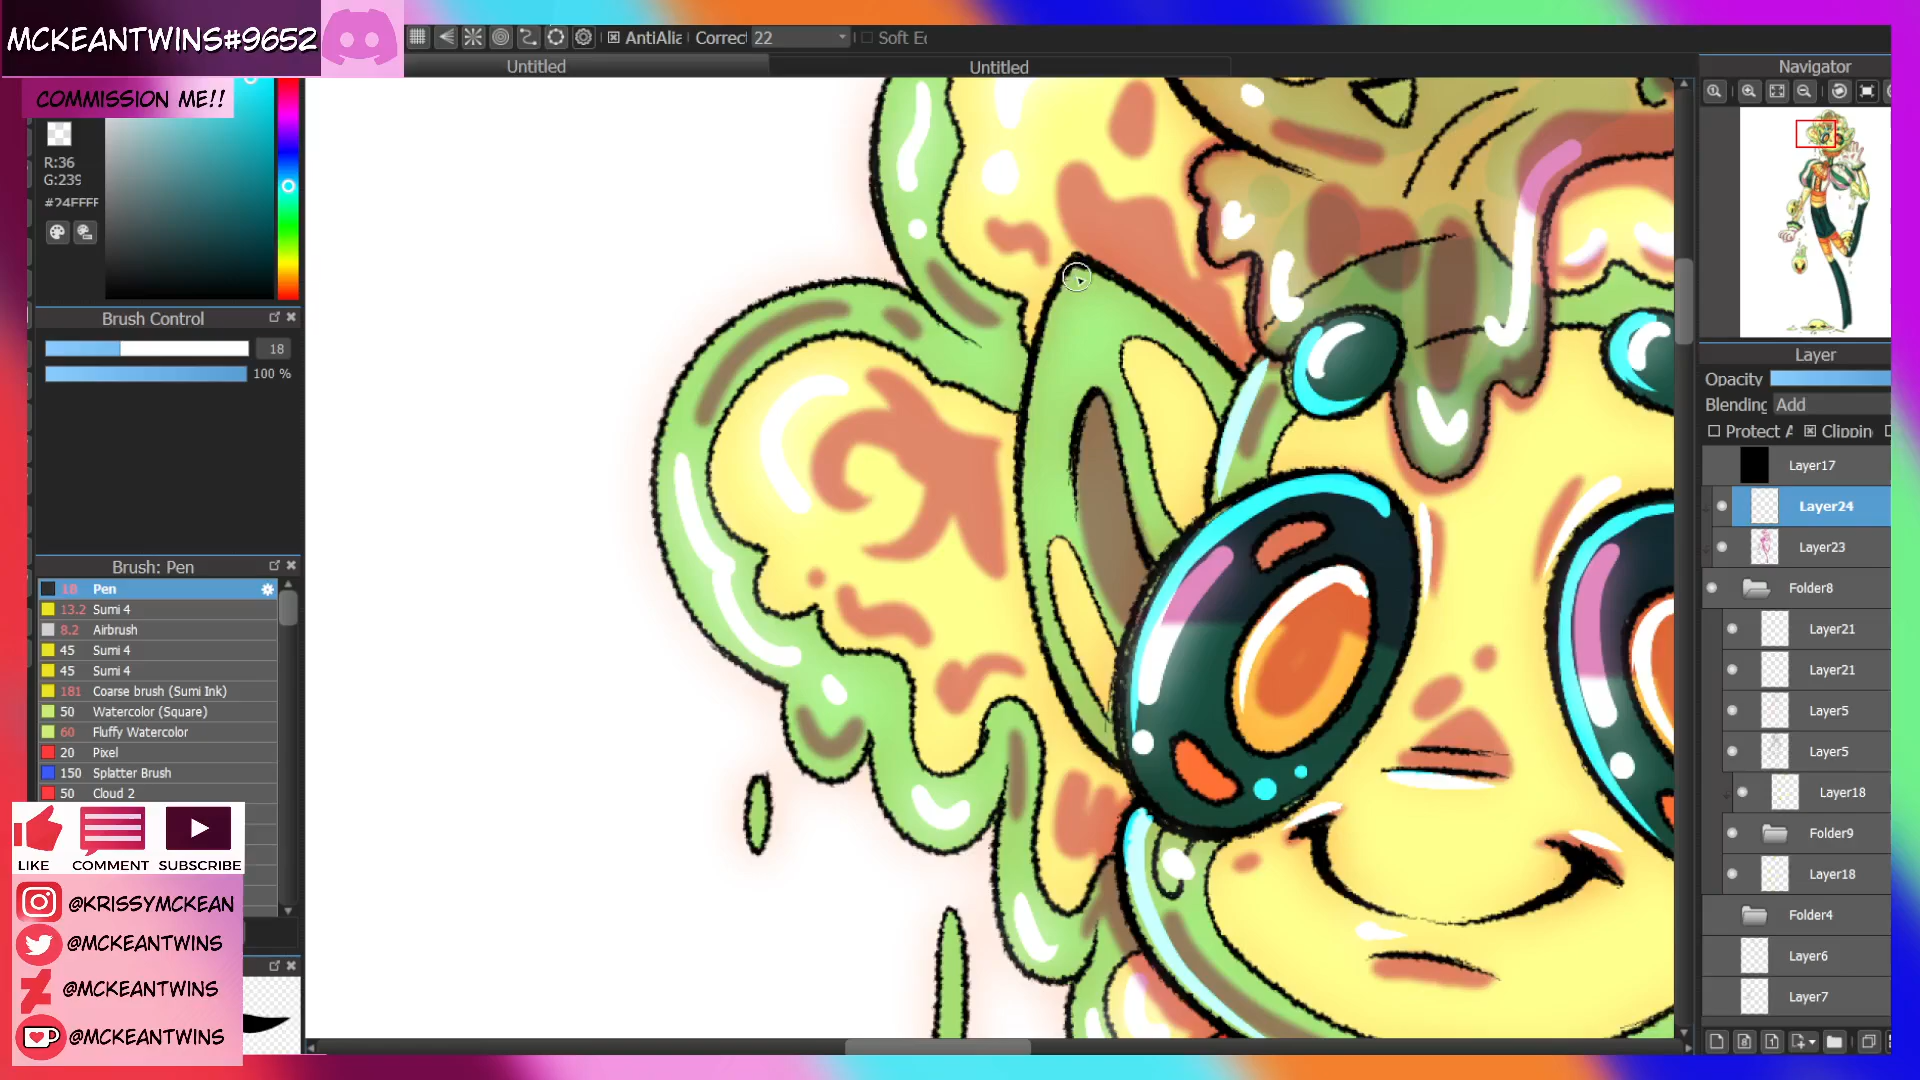 MCKEANTWINS#9652
AntiAlia Correct 22 Soft Ed
Untitled Untitled
Navigator
COMMISSION ME!!
R:36
G:239
#24FFFF
Brush Control
18
100 %
Layer
Opacity
Blending Add
Protect A Clipping
Layer17
Layer24
Layer23
Folder8
Layer21
Layer21
Layer5
Layer5
Layer18
Folder9
Layer18
Folder4
Layer6
Layer7
Brush: Pen
18 Pen
13.2 Sumi 4
8.2 Airbrush
45 Sumi 4
45 Sumi 4
181 Coarse brush (Sumi Ink)
50 Watercolor (Square)
60 Fluffy Watercolor
20 Pixel
150 Splatter Brush
50 Cloud 2
LIKE COMMENT SUBSCRIBE
@KRISSYMCKEAN
@MCKEANTWINS
@MCKEANTWINS
@MCKEANTWINS